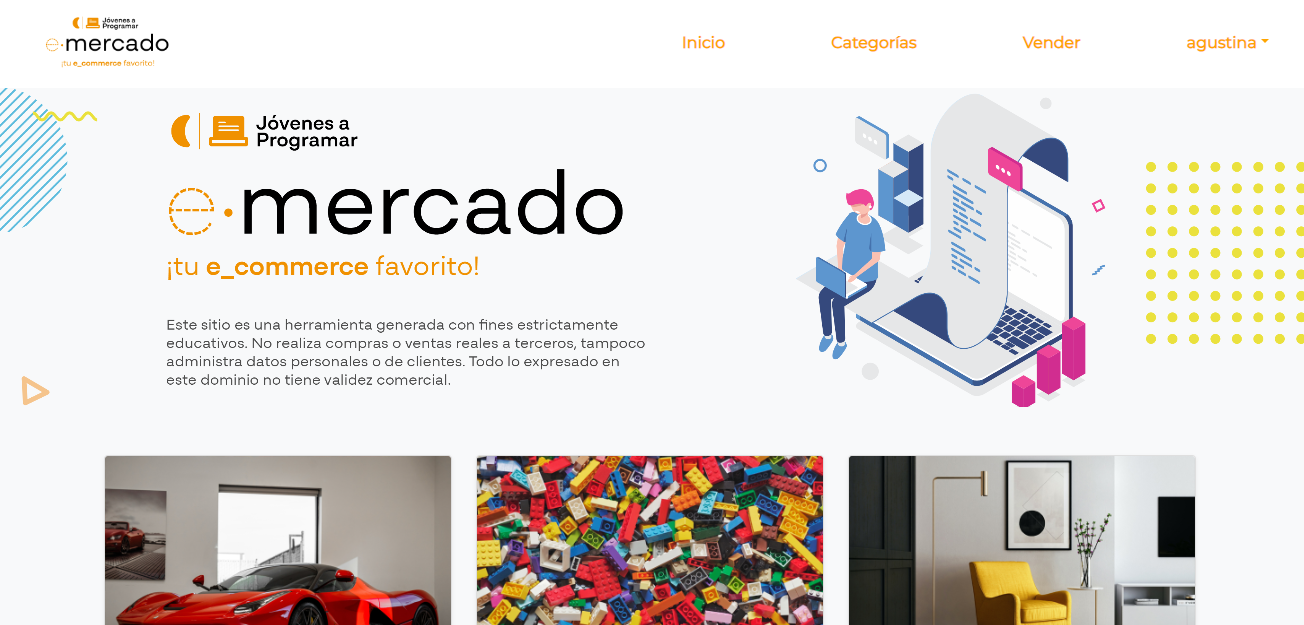 Jóvenes a
Programar
e·mercado
¡tu e_commerce favorito!
Inicio
Categorías
Vender
agustina
Jóvenes a
Programar
e·mercado
¡tu e_commerce favorito!
Este sitio es una herramienta generada con fines estrictamente
educativos. No realiza compras o ventas reales a terceros, tampoco
administra datos personales o de clientes. Todo lo expresado en
este dominio no tiene validez comercial.